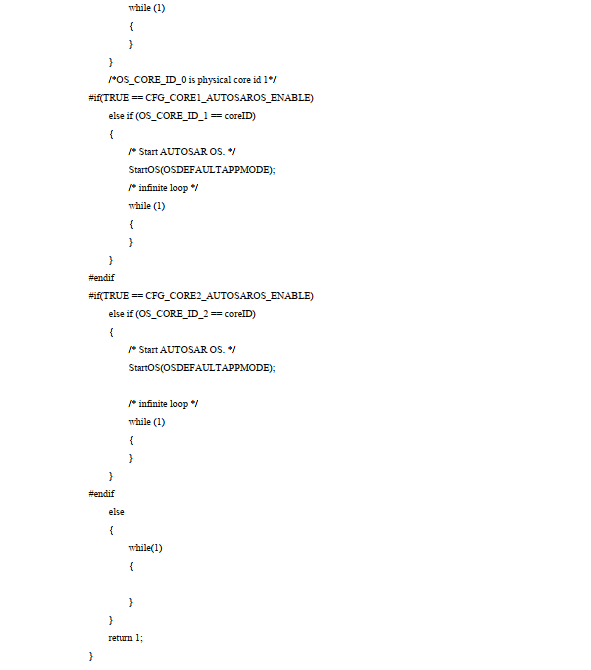 while (1)
{
}
}
/*OS_CORE_ID_0 is physical core id 1*/
#if(TRUE == CFG_CORE1_AUTOSAROS_ENABLE)
else if (OS_CORE_ID_1 == coreID)
{
/* Start AUTOSAR OS. */
StartOS(OSDEFAULTAPPMODE);
/* infinite loop */
while (1)
{
}
}
#endif
#if(TRUE == CFG_CORE2_AUTOSAROS_ENABLE)
else if (OS_CORE_ID_2 == coreID)
{
/* Start AUTOSAR OS. */
StartOS(OSDEFAULTAPPMODE);
/* infinite loop */
while (1)
{
}
}
#endif
else
{
while(1)
{
}
}
return 1;
}